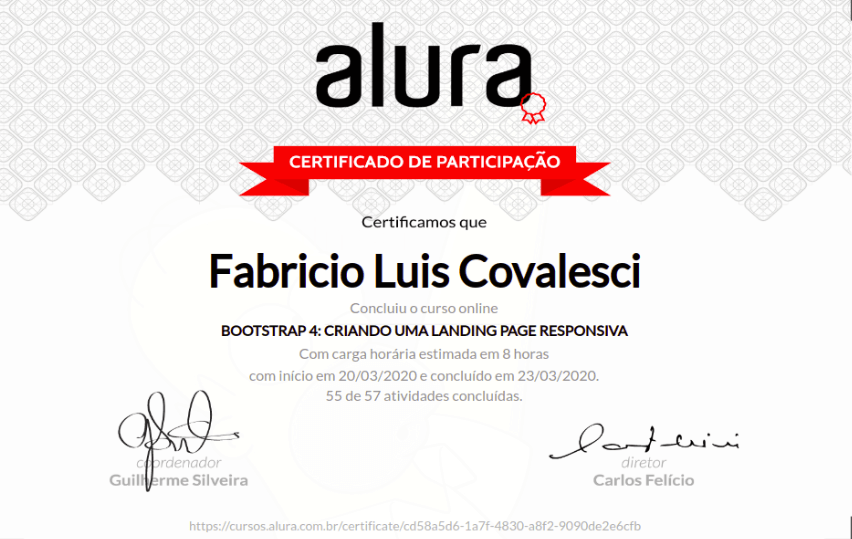 alura
CERTIFICADO DE PARTICIPAÇÃO
Certificamos que
Fabricio Luis Covalesci
Concluiu o curso online
BOOTSTRAP 4: CRIANDO UMA LANDING PAGE RESPONSIVA
Com carga horária estimada em 8 horas
com início em 20/03/2020 e concluído em 23/03/2020.
55 de 57 atividades concluídas.
coordenador
Guilherme Silveira
diretor
Carlos Felício
https://cursos.alura.com.br/certificate/cd58a5d6-1a7f-4830-a8f2-9090de2e6cfb